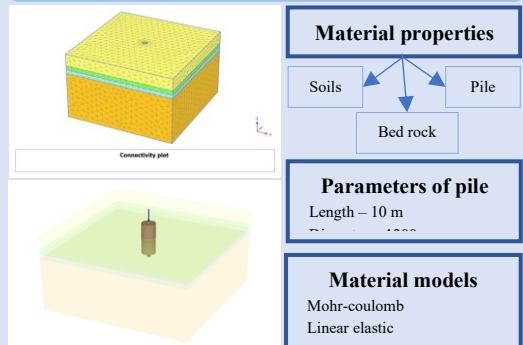 Material properties
Soils
Pile
Bed rock
Connectivity plot
Parameters of pile
Length – 10 m
Material models
Mohr-coulomb
Linear elastic